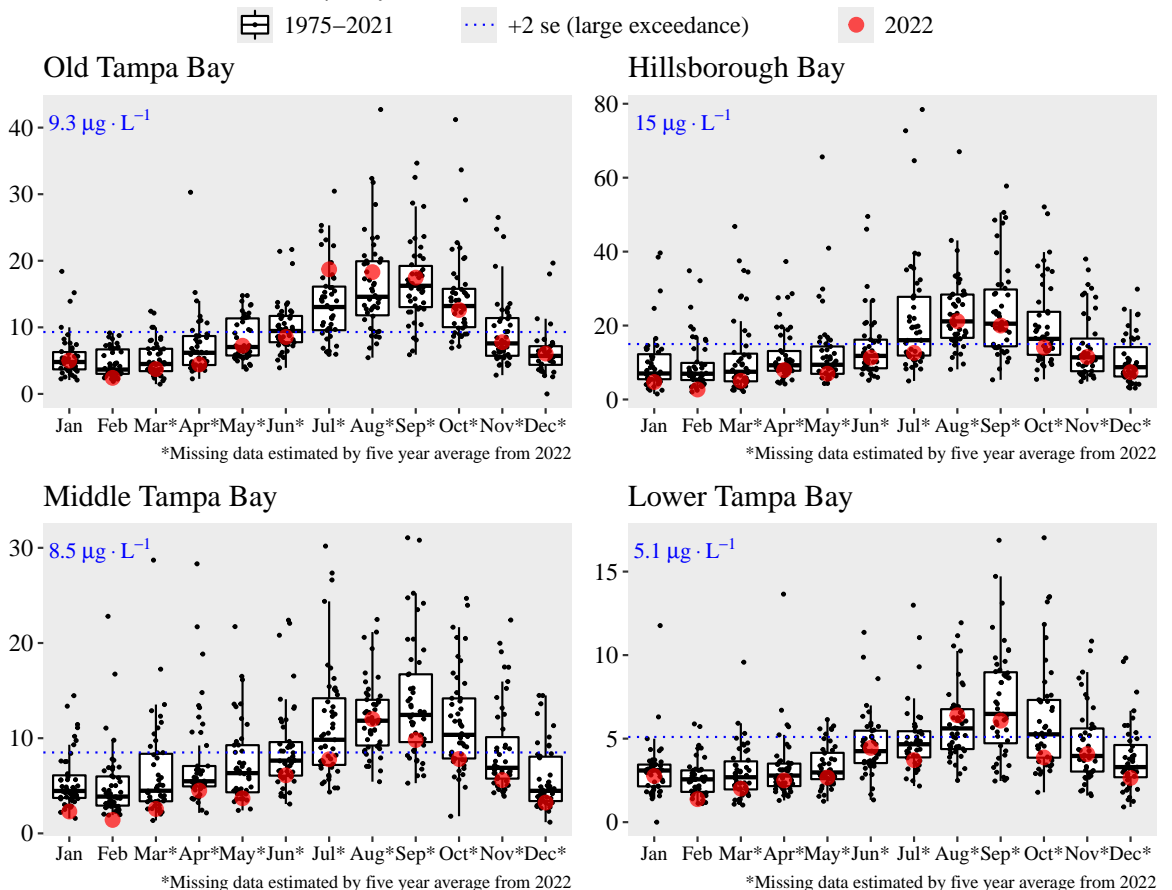 1975–2021 +2 se (large exceedance) 2022
Old Tampa Bay
9.3 μg · L⁻¹
40
30
20
10
0
Jan Feb Mar* Apr* May* Jun* Jul* Aug* Sep* Oct* Nov* Dec*
*Missing data estimated by five year average from 2022
Hillsborough Bay
15 μg · L⁻¹
80
60
40
20
0
Jan Feb Mar* Apr* May* Jun* Jul* Aug* Sep* Oct* Nov* Dec*
*Missing data estimated by five year average from 2022
Middle Tampa Bay
8.5 μg · L⁻¹
30
20
10
0
Jan Feb Mar* Apr* May* Jun* Jul* Aug* Sep* Oct* Nov* Dec*
*Missing data estimated by five year average from 2022
Lower Tampa Bay
5.1 μg · L⁻¹
15
10
5
0
Jan Feb Mar* Apr* May* Jun* Jul* Aug* Sep* Oct* Nov* Dec*
*Missing data estimated by five year average from 2022